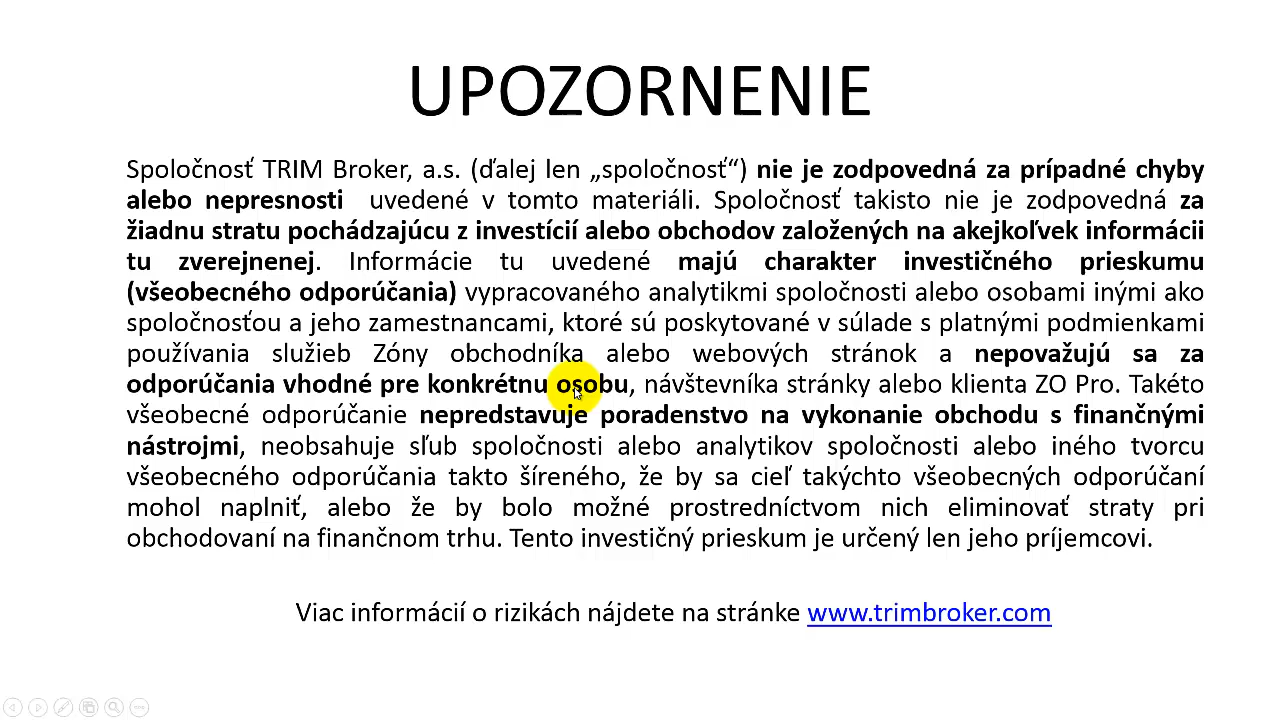 UPOZORNENIE
Spoločnosť TRIM Broker, a.s. (ďalej len „spoločnosť“) nie je zodpovedná za prípadné chyby
alebo nepresnosti uvedené v tomto materiáli. Spoločnosť takisto nie je zodpovedná za
žiadnu stratu pochádzajúcu z investícií alebo obchodov založených na akejkoľvek informácii
tu zverejnenej. Informácie tu uvedené majú charakter investičného prieskumu
(všeobecného odporúčania) vypracovaného analytikmi spoločnosti alebo osobami inými ako
spoločnosťou a jeho zamestnancami, ktoré sú poskytované v súlade s platnými podmienkami
používania služieb Zóny obchodníka alebo webových stránok a nepovažujú sa za
odporúčania vhodné pre konkrétnu osobu, návštevníka stránky alebo klienta ZO Pro. Takéto
všeobecné odporúčanie nepredstavuje poradenstvo na vykonanie obchodu s finančnými
nástrojmi, neobsahuje sľub spoločnosti alebo analytikov spoločnosti alebo iného tvorcu
všeobecného odporúčania takto šíreného, že by sa cieľ takýchto všeobecných odporúčaní
mohol naplniť, alebo že by bolo možné prostredníctvom nich eliminovať straty pri
obchodovaní na finančnom trhu. Tento investičný prieskum je určený len jeho príjemcovi.
Viac informácií o rizikách nájdete na stránke www.trimbroker.com